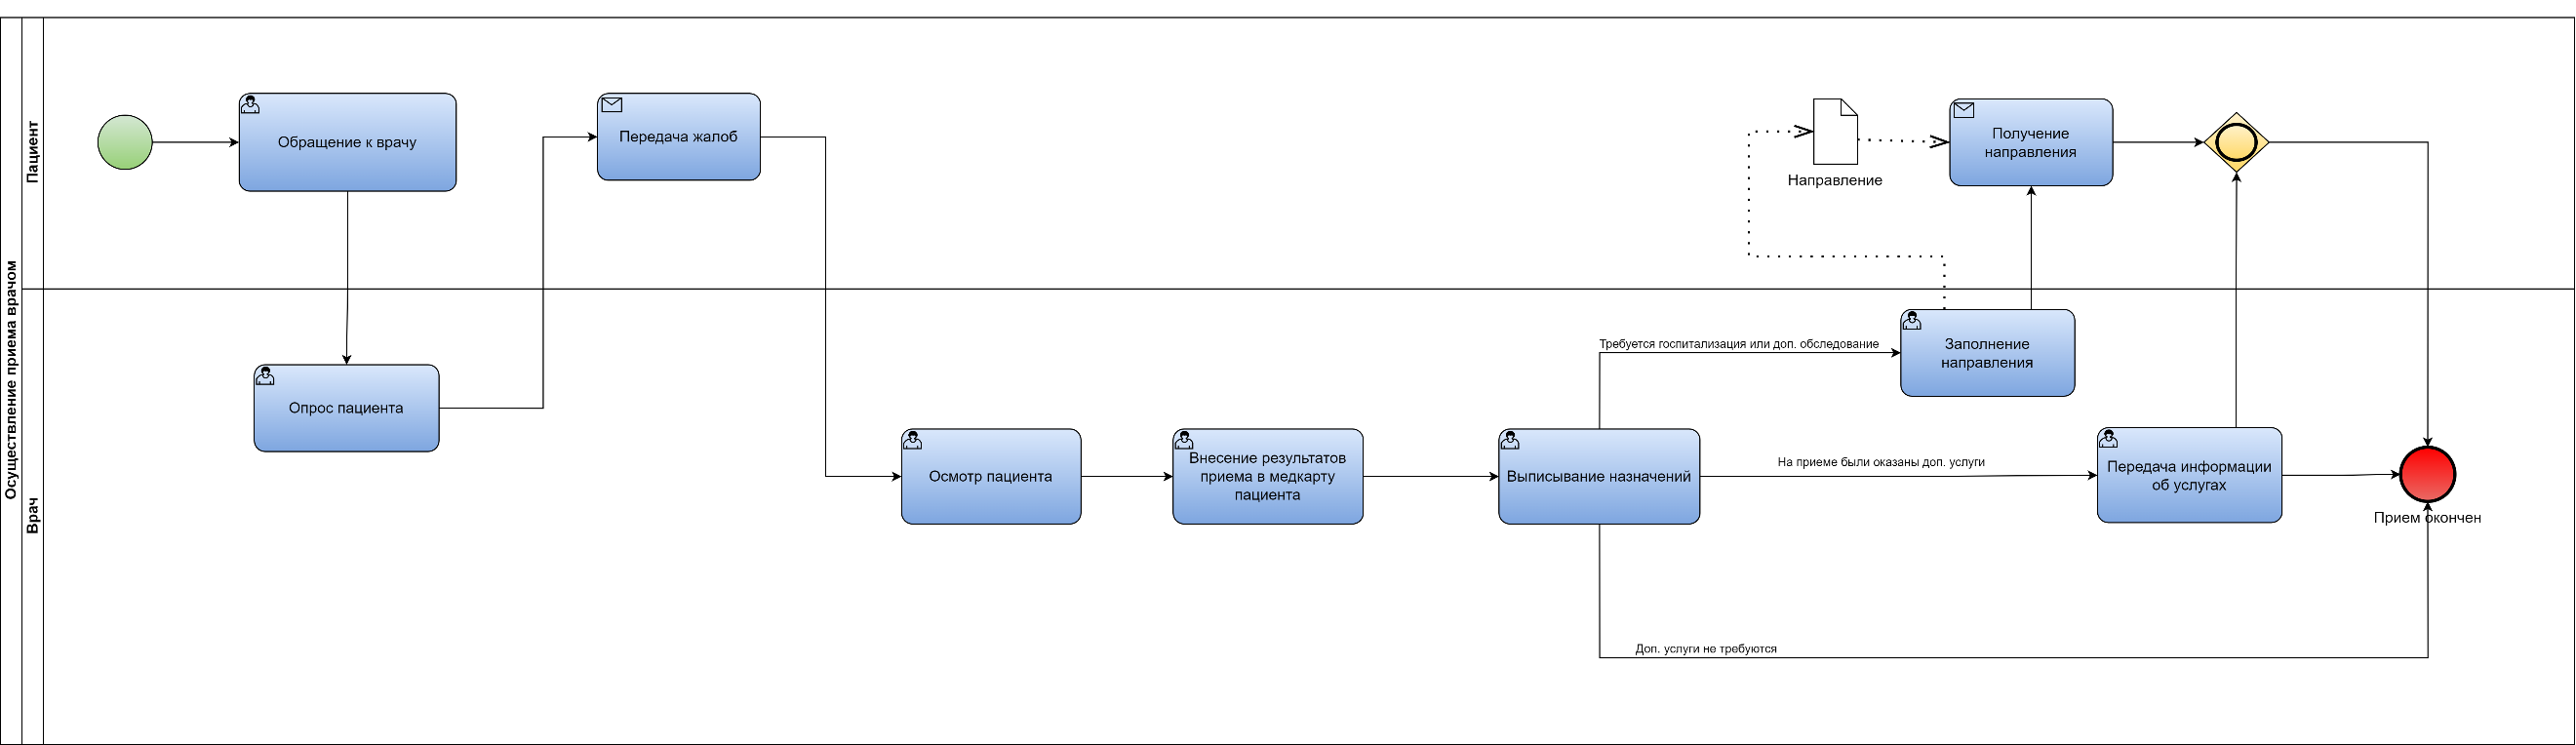 Осуществление приема врачом
Пациент
Врач
Обращение к врачу
Передача жалоб
Опрос пациента
Осмотр пациента
Внесение результатов
приема в медкарту
пациента
Выписывание назначений
Требуется госпитализация или доп. обследование
Заполнение
направления
Направление
Получение
направления
На приеме были оказаны доп. услуги
Передача информации
об услугах
Доп. услуги не требуются
Прием окончен